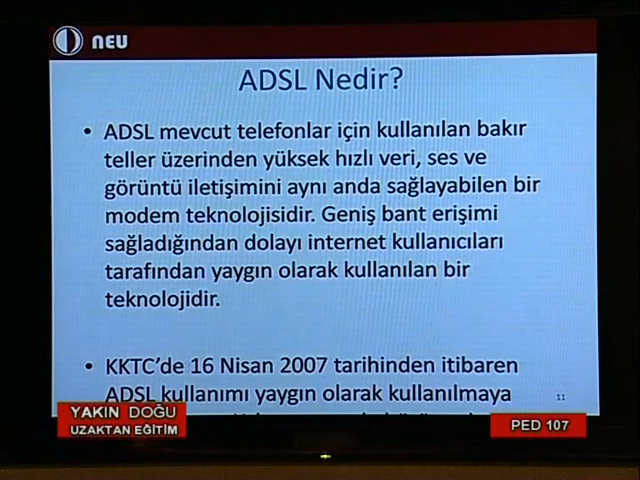 NEU
ADSL Nedir?
• ADSL mevcut telefonlar için kullanılan bakır
teller üzerinden yüksek hızlı veri, ses ve
görüntü iletişimini aynı anda sağlayabilen bir
modem teknolojisidir. Geniş bant erişimi
sağladığından dolayı internet kullanıcıları
tarafından yaygın olarak kullanılan bir
teknolojidir.
• KKTC'de 16 Nisan 2007 tarihinden itibaren
ADSL kullanımı yaygın olarak kullanılmaya
11
YAKIN DOĞU
UZAKTAN EĞİTİM
PED 107